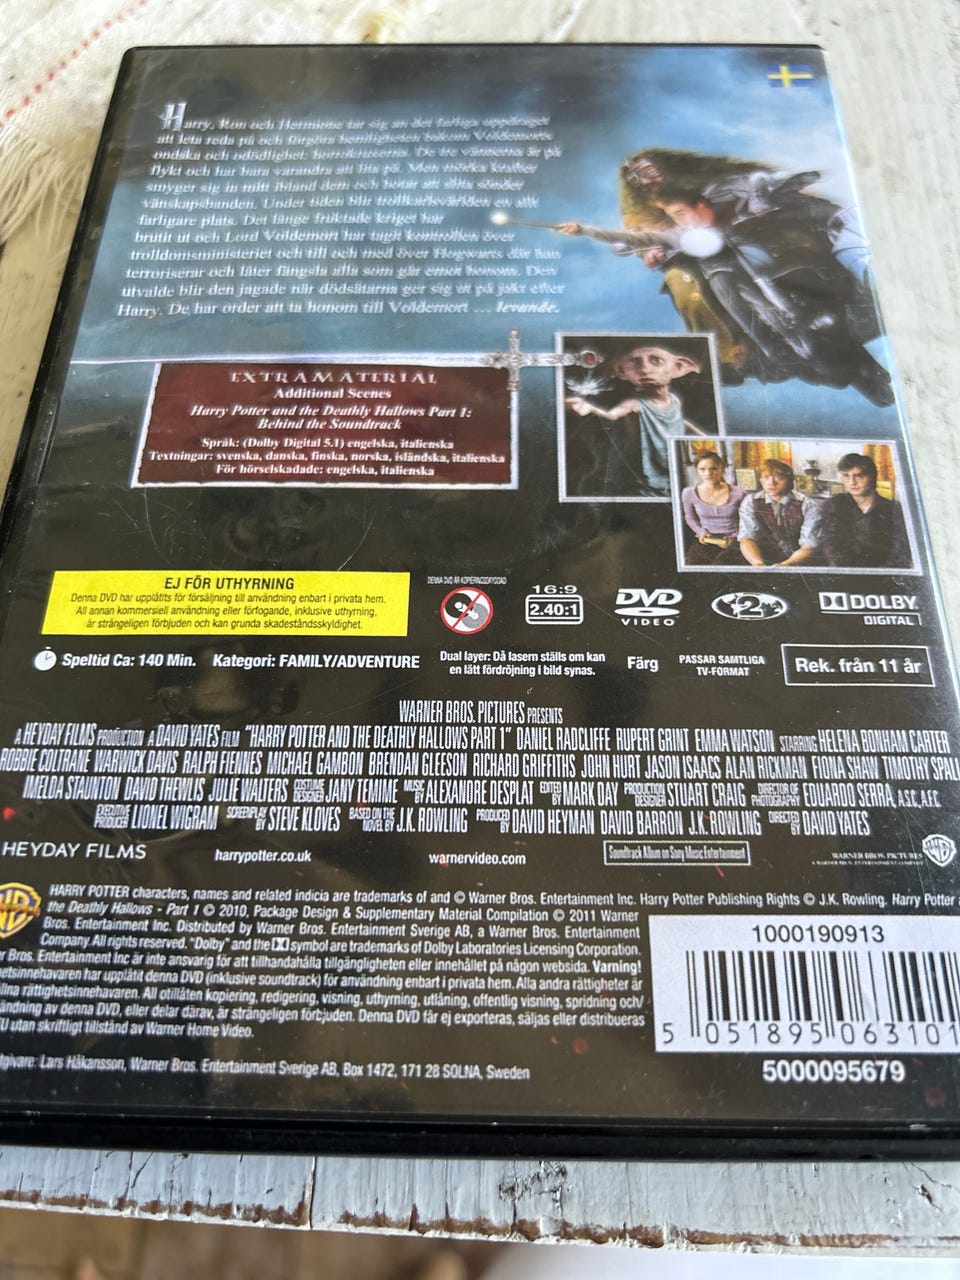 Harry, Ron och Hermione tar sig an det farliga uppdraget
att leta reda på och förgöra hemligheten bakom Voldemorts
ondska och odödlighet: horrokruxerna. De tre vännerna är på
flykt och har bara varandra att lita på. Men mörka krafter
smyger sig in mitt ibland dem och hotar att slita sönder
vänskapsbanden. Under tiden blir trollkarlsvärlden en allt
farligare plats. Det länge fruktade kriget har
brutit ut och Lord Voldemort har tagit kontrollen över
trolldomsministeriet och till och med över Hogwarts där han
terroriserar och låter fängsla alla som går emot honom. Den
utvalde blir den jagade när dödsätarna ger sig ut på jakt efter
Harry. De har order att ta honom till Voldemort ... levande.
EXTRAMATERIAL
Additional Scenes
Harry Potter and the Deathly Hallows Part 1:
Behind the Soundtrack
Språk: (Dolby Digital 5.1) engelska, italienska
Textningar: svenska, danska, finska, norska, isländska, italienska
För hörselskadade: engelska, italienska
EJ FÖR UTHYRNING
Denna DVD har upplåtits för försäljning till användning enbart i privata hem.
All annan kommersiell användning eller förfogande, inklusive uthyrning,
är strängeligen förbjuden och kan grunda skadeståndsskyldighet.
DENNA DVD ÄR KOPIERINGSSKYDDAD
16:9
2.40:1
DVD
VIDEO
2
DOLBY
DIGITAL
Speltid Ca: 140 Min. Kategori: FAMILY/ADVENTURE
Dual layer: Då lasern ställs om kan
en lätt fördröjning i bild synas.
Färg
PASSAR SAMTLIGA
TV-FORMAT
Rek. från 11 år
WARNER BROS. PICTURES PRESENTS
A HEYDAY FILMS PRODUCTION A DAVID YATES FILM "HARRY POTTER AND THE DEATHLY HALLOWS PART 1" DANIEL RADCLIFFE RUPERT GRINT EMMA WATSON STARRING HELENA BONHAM CARTER
ROBBIE COLTRANE WARWICK DAVIS RALPH FIENNES MICHAEL GAMBON BRENDAN GLEESON RICHARD GRIFFITHS JOHN HURT JASON ISAACS ALAN RICKMAN FIONA SHAW TIMOTHY SPALL
IMELDA STAUNTON DAVID THEWLIS JULIE WALTERS COSTUME DESIGNER JANY TEMIME MUSIC BY ALEXANDRE DESPLAT EDITED BY MARK DAY PRODUCTION DESIGNER STUART CRAIG DIRECTOR OF PHOTOGRAPHY EDUARDO SERRA, A.S.C., A.F.C.
EXECUTIVE PRODUCER LIONEL WIGRAM SCREENPLAY BY STEVE KLOVES BASED ON THE NOVEL BY J.K. ROWLING PRODUCED BY DAVID HEYMAN DAVID BARRON J.K. ROWLING DIRECTED BY DAVID YATES
HEYDAY FILMS
harrypotter.co.uk
warnervideo.com
Soundtrack Album on Sony Music Entertainment
WARNER BROS. PICTURES
HARRY POTTER characters, names and related indicia are trademarks of and © Warner Bros. Entertainment Inc. Harry Potter Publishing Rights © J.K. Rowling. Harry Potter
the Deathly Hallows - Part 1 © 2010, Package Design & Supplementary Material Compilation © 2011 Warner
Bros. Entertainment Inc. Distributed by Warner Bros. Entertainment Sverige AB, a Warner Bros. Entertainment
Company. All rights reserved. "Dolby" and the symbol are trademarks of Dolby Laboratories Licensing Corporation.
Bros. Entertainment Inc är inte ansvarig för att tillhandahålla tillgängligheten eller innehållet på någon websida. Varning!
har upplåtit denna DVD (inklusive soundtrack) för användning enbart i privat hem. Alla andra rättigheter är
rättighetsinnehavaren. All otillåten kopiering, redigering, visning, uthyrning, utlåning, offentlig visning, spridning och/
av denna DVD, eller delar därav, är strängeligen förbjuden. Denna DVD får ej exporteras, säljas eller distribueras
utan skriftligt tillstånd av Warner Home Video.
Lars Håkansson, Warner Bros. Entertainment Sverige AB, Box 1472, 171 28 SOLNA, Sweden
1000190913
5 051895 063101
5000095679